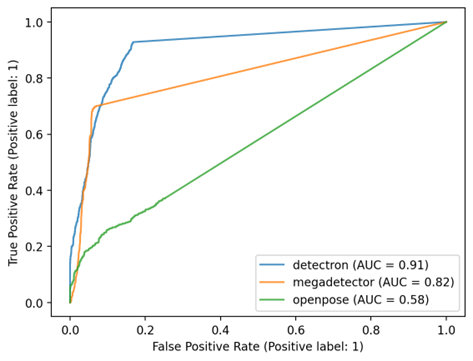 1.0
0.8
0.6
0.4
0.2
0.0
True Positive Rate (Positive label: 1)
detectron (AUC = 0.91)
megadetector (AUC = 0.82)
openpose (AUC = 0.58)
0.0 0.2 0.4 0.6 0.8 1.0
False Positive Rate (Positive label: 1)